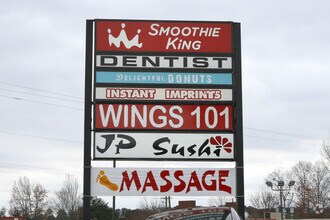 SMOOTHIE
KING
DENTIST
DELIGHTFUL DONUTS
INSTANT IMPRINTS
WINGS 101
JP Sushi
MASSAGE